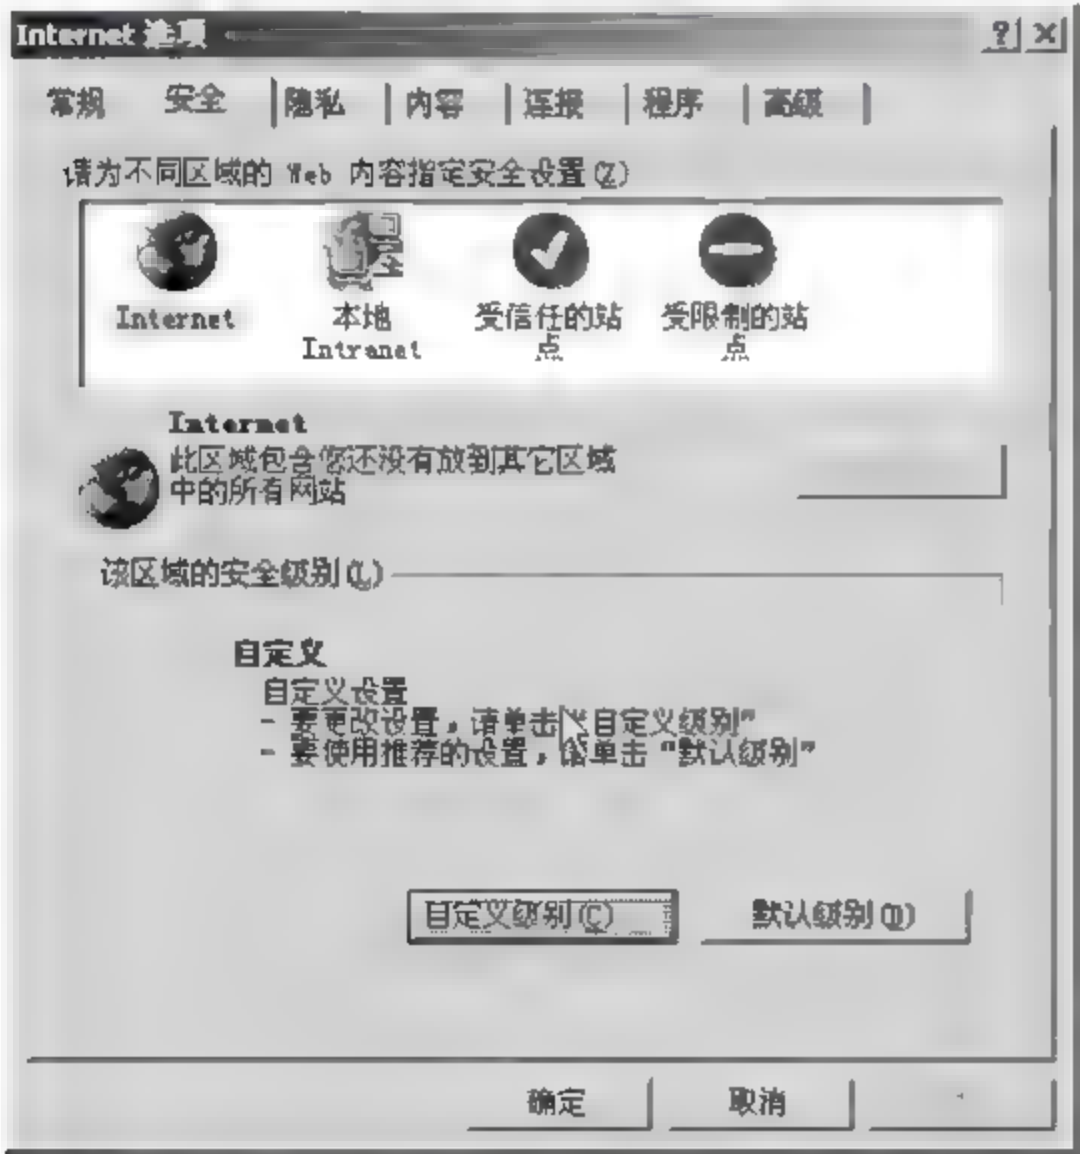 Internet 选项
常规 安全 隐私 内容 连接 程序 高级
请为不同区域的 Web 内容指定安全设置(Z)
Internet
本地
Intranet
受信任的站
点
受限制的站
点
Internet
此区域包含您还没有放到其它区域
中的所有网站
该区域的安全级别(L)
自定义
自定义设置
- 要更改设置,请单击“自定义级别”
- 要使用推荐的设置,请单击“默认级别”
自定义级别(C) 默认级别(D)
确定 取消